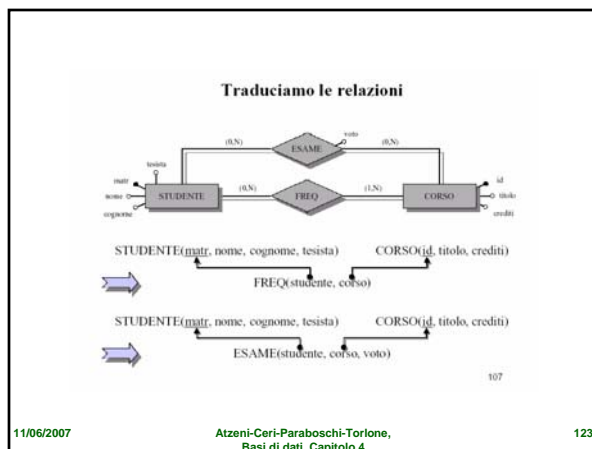 Traduciamo le relazioni
voto
(0,N) ESAME (0,N)
tesista
matr id
nome STUDENTE (0,N) FREQ (1,N) CORSO titolo
cognome crediti
STUDENTE(matr, nome, cognome, tesista) CORSO(id, titolo, crediti)
FREQ(studente, corso)
STUDENTE(matr, nome, cognome, tesista) CORSO(id, titolo, crediti)
ESAME(studente, corso, voto)
107
11/06/2007 Atzeni-Ceri-Paraboschi-Torlone, 123
Basi di dati, Capitolo 4